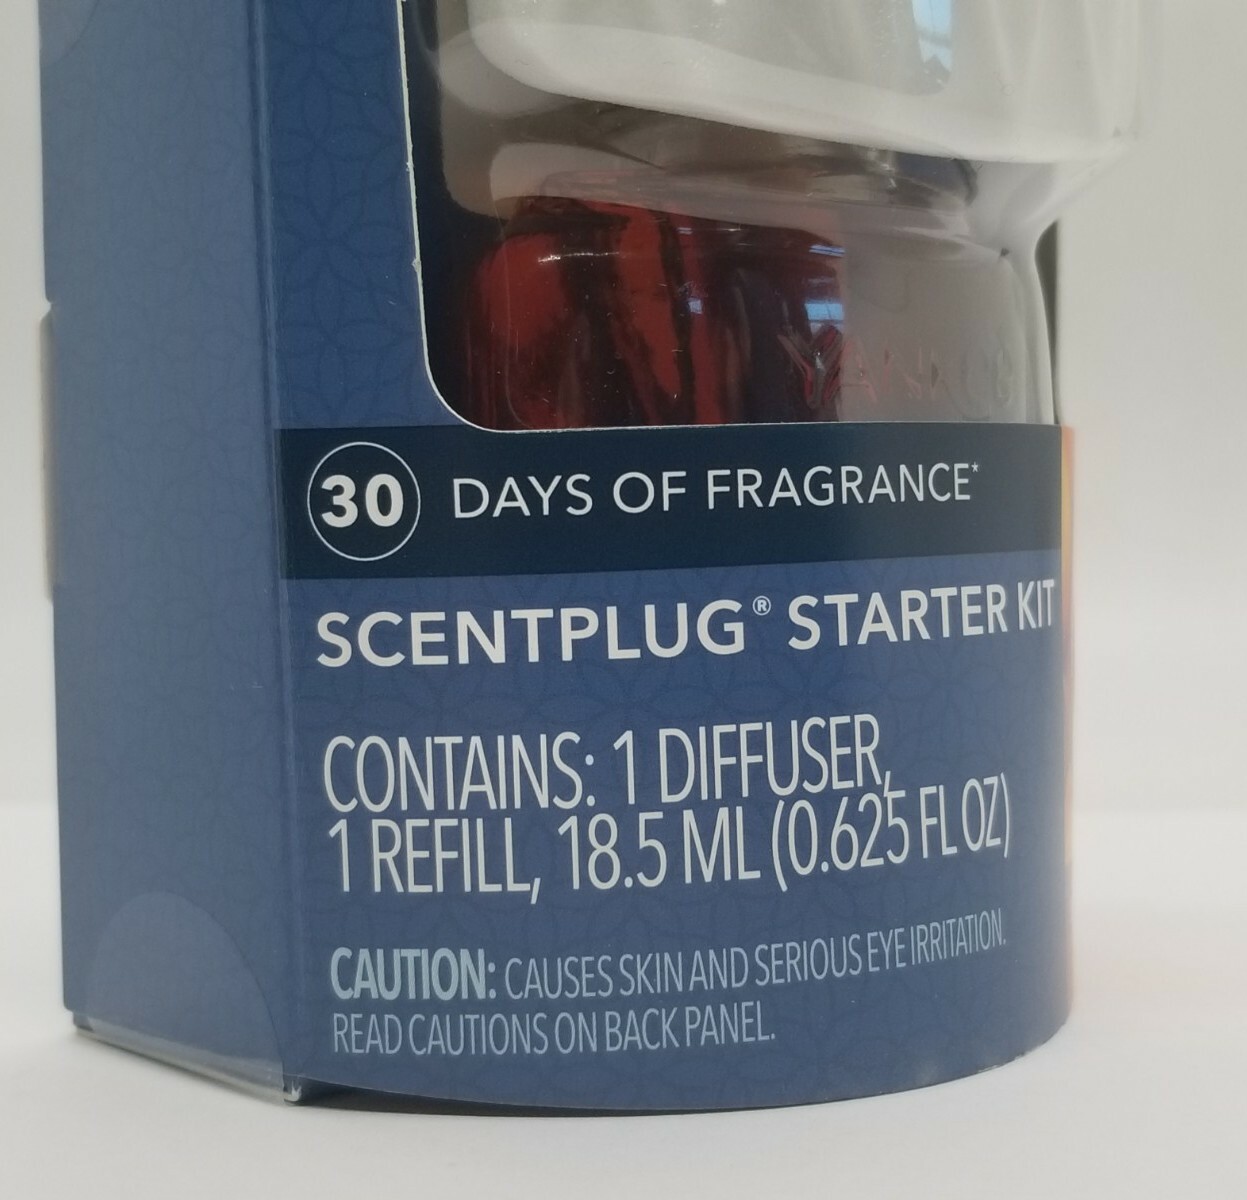 30 DAYS OF FRAGRANCE*
SCENTPLUG® STARTER KIT
CONTAINS: 1 DIFFUSER,
1 REFILL, 18.5 ML (0.625 FL OZ)
CAUTION: CAUSES SKIN AND SERIOUS EYE IRRITATION.
READ CAUTIONS ON BACK PANEL.